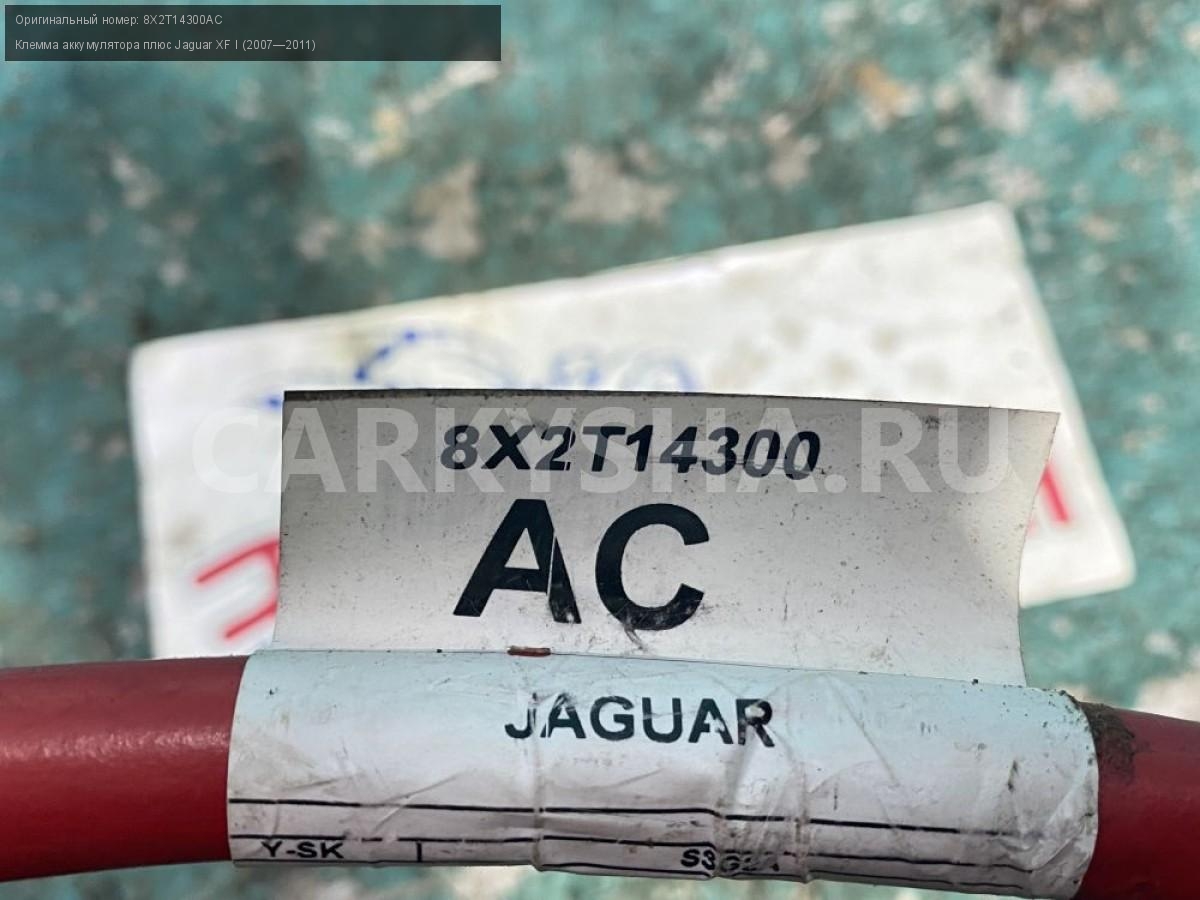 Оригинальный номер: 8X2T14300AC
Клемма аккумулятора плюс Jaguar XF I (2007—2011)
CARKYSHA.RU
8X2T14300
AC
JAGUAR
Y-SK